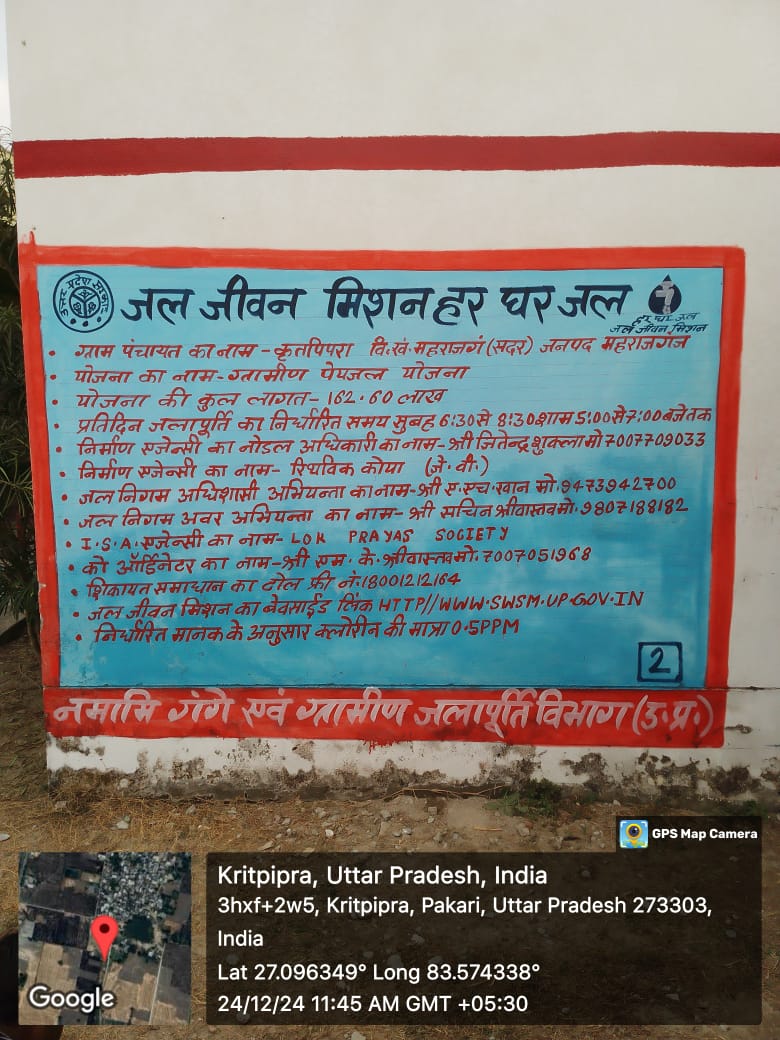 उत्तर प्रदेश सरकार
जल जीवन मिशन हर घर जल
हर घर जल
जल जीवन मिशन
• ग्राम पंचायत का नाम - कृतपिपरा वि.खं. महराजगं (सदर) जनपद महराजगंज
• योजना का नाम - ग्रामीण पेयजल योजना
• योजना की कुल लागत - 162.60 लाख
• प्रतिदिन जलापूर्ति का निर्धारित समय सुबह 6:30 से 8:30 शाम 5:00 से 7:00 बजे तक
• निर्माण एजेन्सी का नोडल अधिकारी का नाम - श्री जितेन्द्र शुक्ला मो 7007709033
• निर्माण एजेन्सी का नाम - रिथविक कोया (जे. वी.)
• जल निगम अधिशासी अभियन्ता का नाम - श्री ए. एच. खान मो. 9473942700
• जल निगम अवर अभियन्ता का नाम - श्री सचिन श्रीवास्तव मो. 9807188182
• I.S.A. एजेन्सी का नाम - LOK PRAYAS SOCIETY
• को ऑर्डिनेटर का नाम - श्री एम. के. श्रीवास्तव मो. 7007051968
• शिकायत समाधान का टोल फ्री नं. 18001212164
• जल जीवन मिशन का वेवसाईड लिंक HTTP//WWW.SWSM.UP.GOV.IN
• निर्धारित मानक के अनुसार क्लोरीन की मात्रा 0.5PPM
2
नमामि गंगे एवं ग्रामीण जलापूर्ति विभाग (उ.प्र.)
GPS Map Camera
Kritpipra, Uttar Pradesh, India
3hxf+2w5, Kritpipra, Pakari, Uttar Pradesh 273303,
India
Lat 27.096349° Long 83.574338°
24/12/24 11:45 AM GMT +05:30
Google